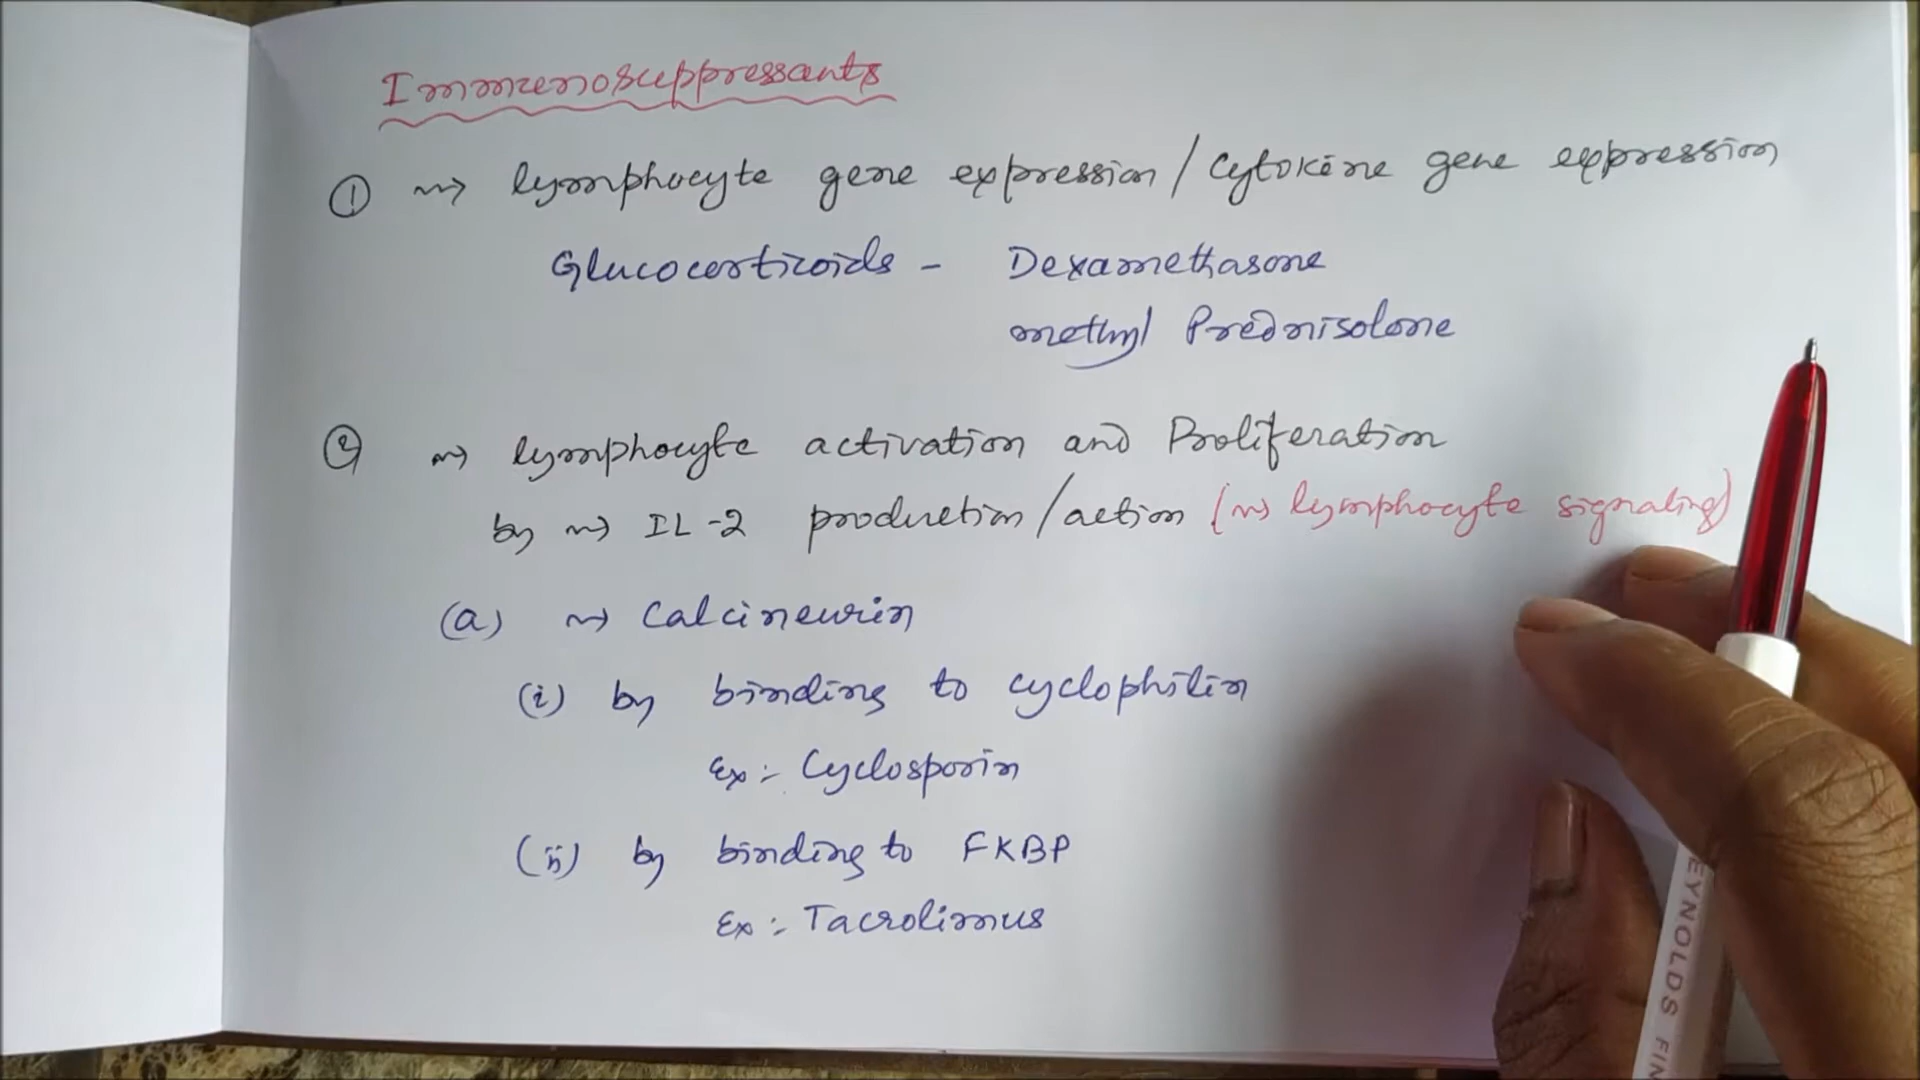 Immunosuppressants
① ⇝ lymphocyte gene expression / Cytokine gene expression
Glucocorticoids - Dexamethasone
methyl Prednisolone
② ⇝ lymphocyte activation and Proliferation
by ⇝ IL-2 production/action (⇝ lymphocyte signaling)
(a) ⇝ Calcineurin
(i) by binding to cyclophilin
Ex:- Cyclosporin
(ii) by binding to FKBP
Ex:- Tacrolimus
EYNOLDS FIN